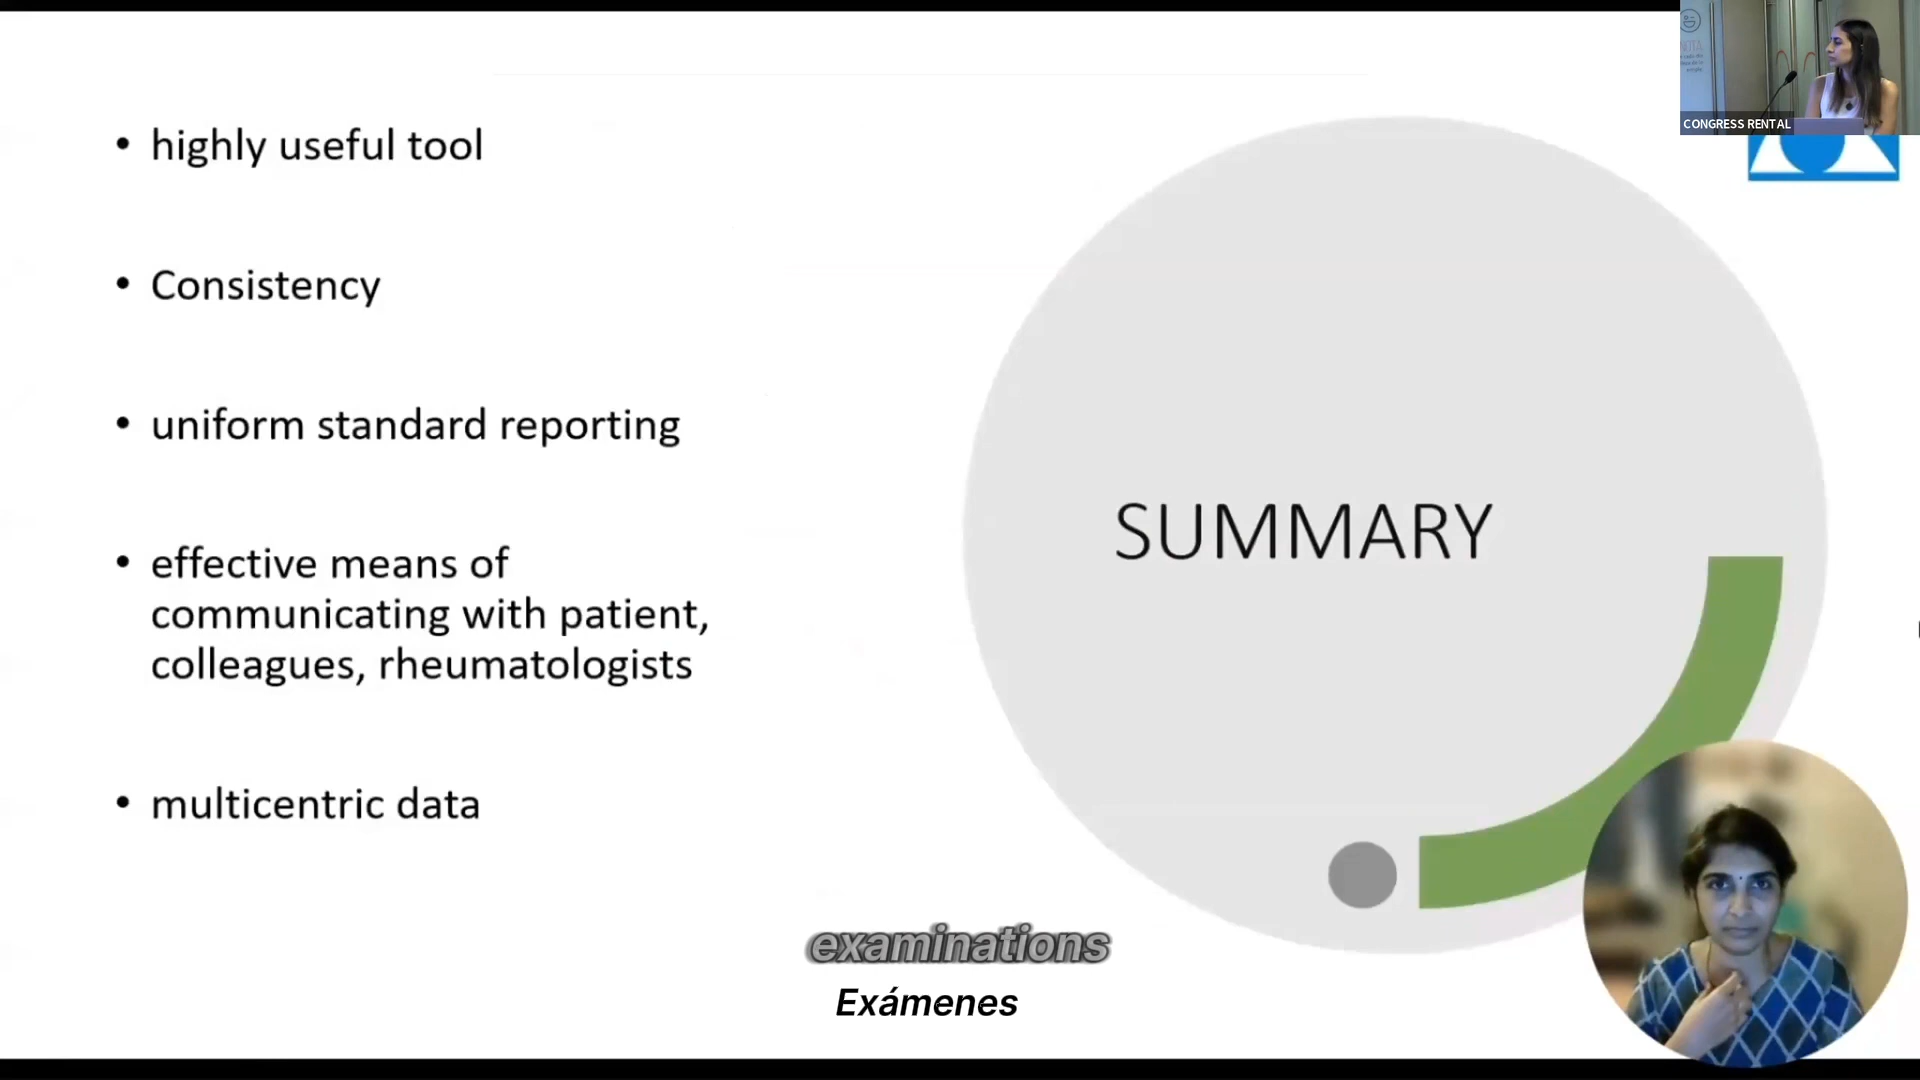 • highly useful tool
• Consistency
• uniform standard reporting
• effective means of
communicating with patient,
colleagues, rheumatologists
• multicentric data
SUMMARY
CONGRESS RENTAL
examinations
Exámenes